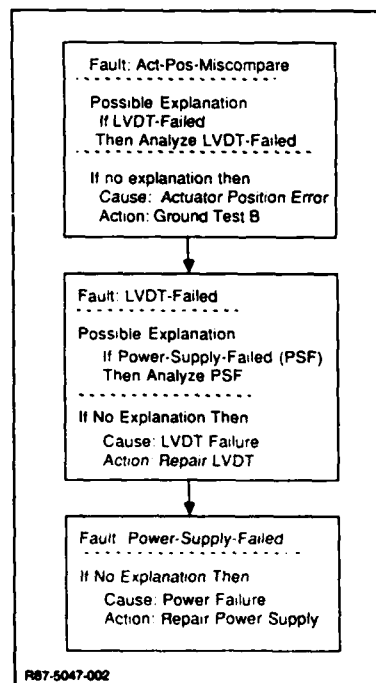 Fault: Act-Pos-Miscompare
Possible Explanation
If LVDT-Failed
Then Analyze LVDT-Failed
If no explanation then
Cause: Actuator Position Error
Action: Ground Test B
Fault: LVDT-Failed
Possible Explanation
If Power-Supply-Failed (PSF)
Then Analyze PSF
If No Explanation Then
Cause: LVDT Failure
Action: Repair LVDT
Fault Power-Supply-Failed
If No Explanation Then
Cause: Power Failure
Action: Repair Power Supply
R87-5047-002